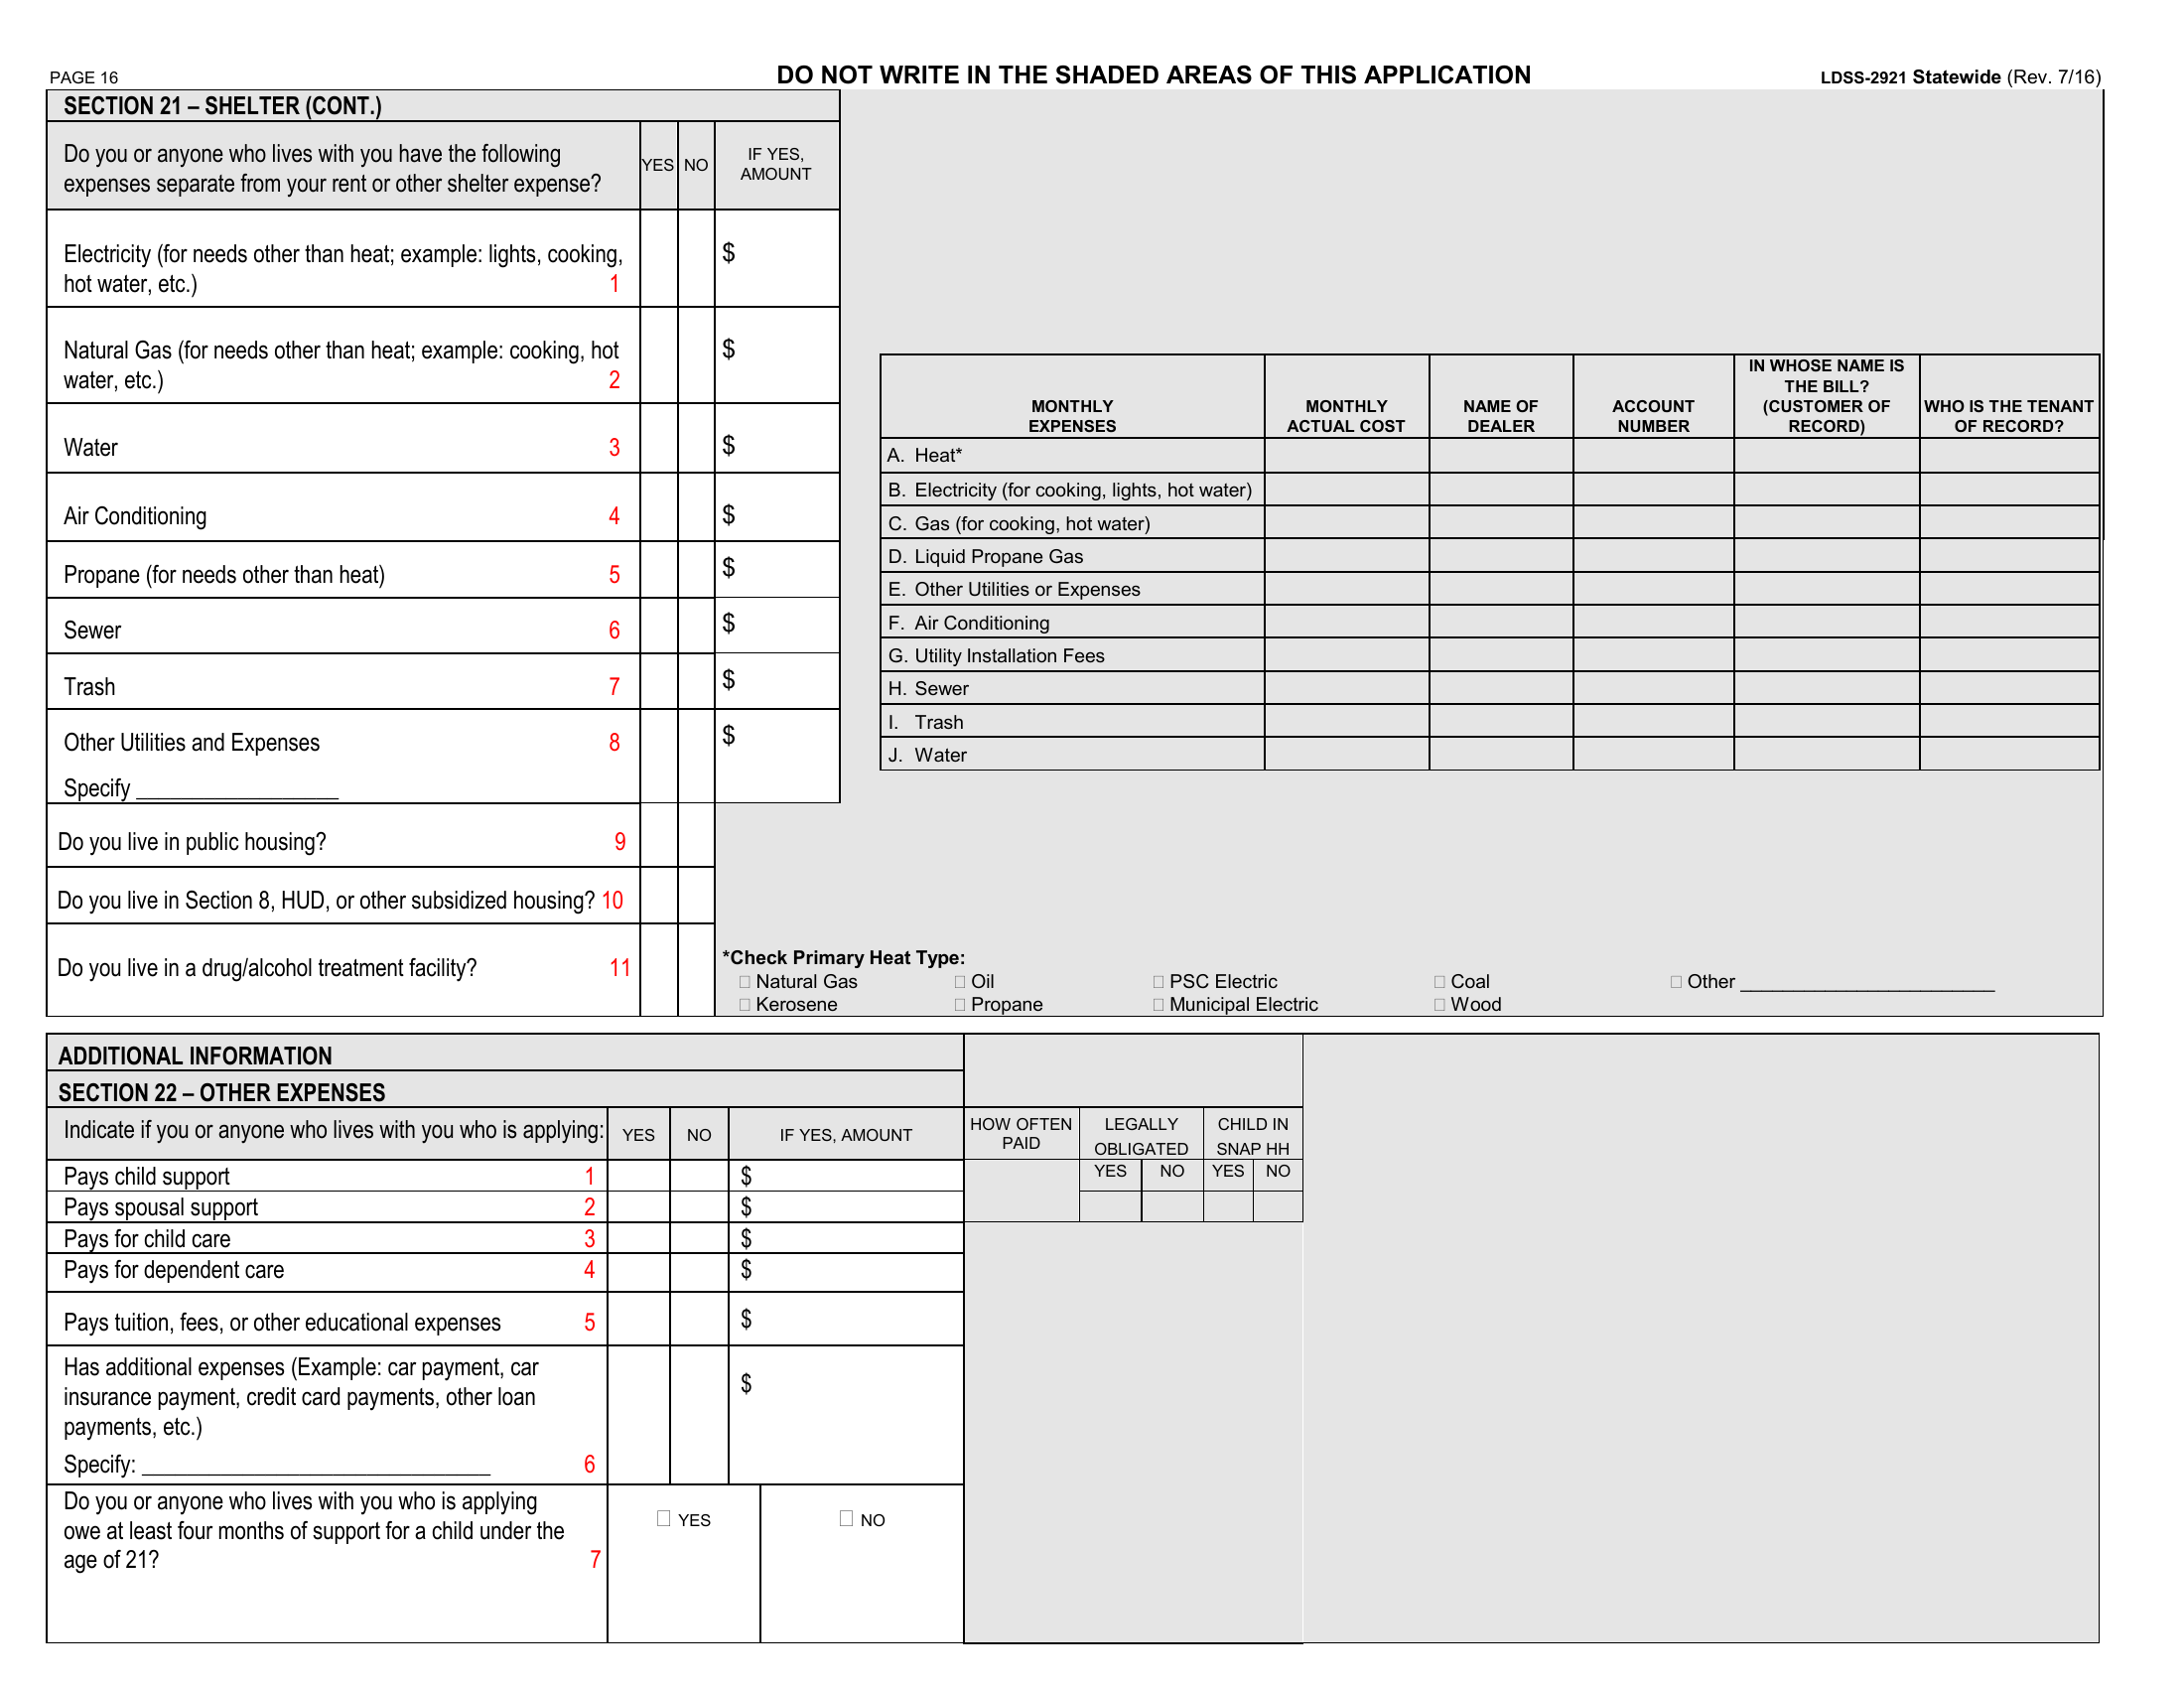 PAGE 16
DO NOT WRITE IN THE SHADED AREAS OF THIS APPLICATION
LDSS-2921 Statewide (Rev. 7/16)
SECTION 21 – SHELTER (CONT.)
Do you or anyone who lives with you have the following
expenses separate from your rent or other shelter expense?
YES
NO
IF YES,
AMOUNT
Electricity (for needs other than heat; example: lights, cooking,
hot water, etc.) 1
$
Natural Gas (for needs other than heat; example: cooking, hot
water, etc.) 2
$
Water 3
$
Air Conditioning 4
$
Propane (for needs other than heat) 5
$
Sewer 6
$
Trash 7
$
Other Utilities and Expenses 8
$
Specify ____________________
Do you live in public housing? 9
Do you live in Section 8, HUD, or other subsidized housing? 10
Do you live in a drug/alcohol treatment facility? 11
MONTHLY
EXPENSES
MONTHLY
ACTUAL COST
NAME OF
DEALER
ACCOUNT
NUMBER
IN WHOSE NAME IS
THE BILL?
(CUSTOMER OF
RECORD)
WHO IS THE TENANT
OF RECORD?
A. Heat*
B. Electricity (for cooking, lights, hot water)
C. Gas (for cooking, hot water)
D. Liquid Propane Gas
E. Other Utilities or Expenses
F. Air Conditioning
G. Utility Installation Fees
H. Sewer
I. Trash
J. Water
*Check Primary Heat Type:
☐ Natural Gas ☐ Oil ☐ PSC Electric ☐ Coal ☐ Other ________________________
☐ Kerosene ☐ Propane ☐ Municipal Electric ☐ Wood
ADDITIONAL INFORMATION
SECTION 22 – OTHER EXPENSES
Indicate if you or anyone who lives with you who is applying:
YES
NO
IF YES, AMOUNT
HOW OFTEN
PAID
LEGALLY
OBLIGATED
CHILD IN
SNAP HH
YES NO YES NO
Pays child support 1
$
Pays spousal support 2
$
Pays for child care 3
$
Pays for dependent care 4
$
Pays tuition, fees, or other educational expenses 5
$
Has additional expenses (Example: car payment, car
insurance payment, credit card payments, other loan
payments, etc.)
$
Specify: ______________________________ 6
Do you or anyone who lives with you who is applying
owe at least four months of support for a child under the
age of 21? 7
☐ YES
☐ NO